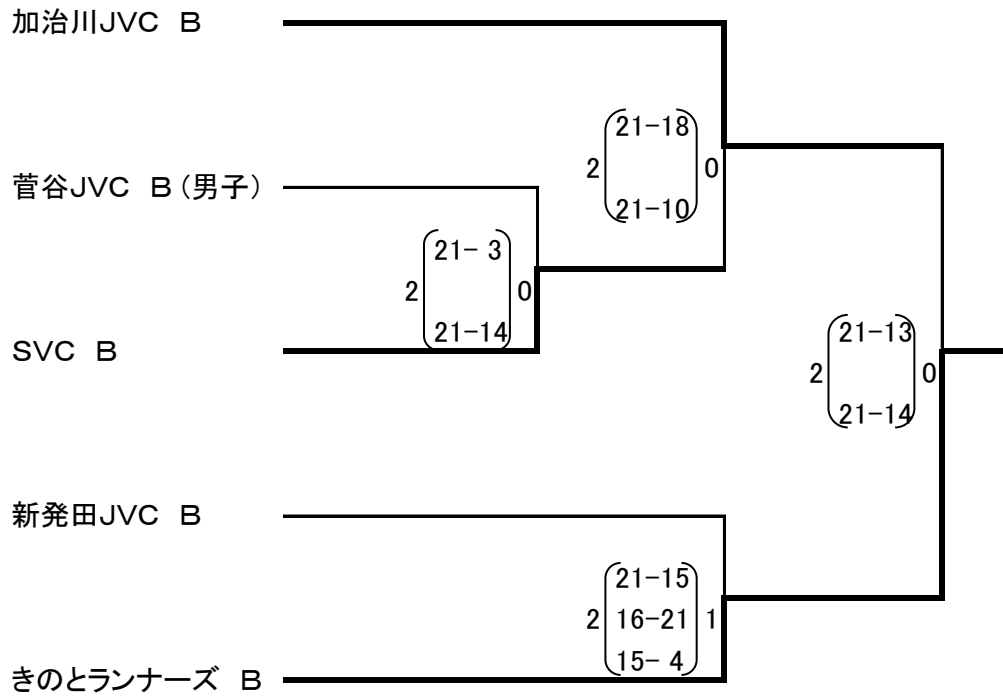 加治川JVC　B
21-18
2 0
21-10
菅谷JVC　B（男子）
21- 3
2 0
21-14
SVC　B
21-13
2 0
21-14
新発田JVC　B
21-15
2 16-21 1
15- 4
きのとランナーズ　B